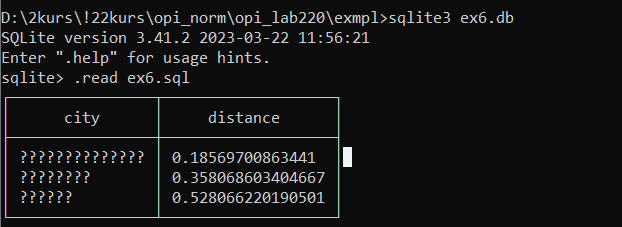 D:\2kurs\!22kurs\opi_norm\opi_lab220\exmpl>sqlite3 ex6.db
SQLite version 3.41.2 2023-03-22 11:56:21
Enter ".help" for usage hints.
sqlite> .read ex6.sql
city distance
?????????????? 0.18569700863441
???????? 0.358068603404667
?????? 0.528066220190501